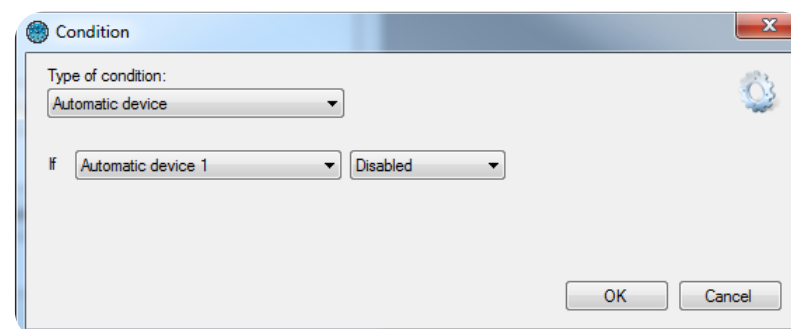 Condition
Type of condition:
Automatic device
If Automatic device 1 Disabled
OK Cancel